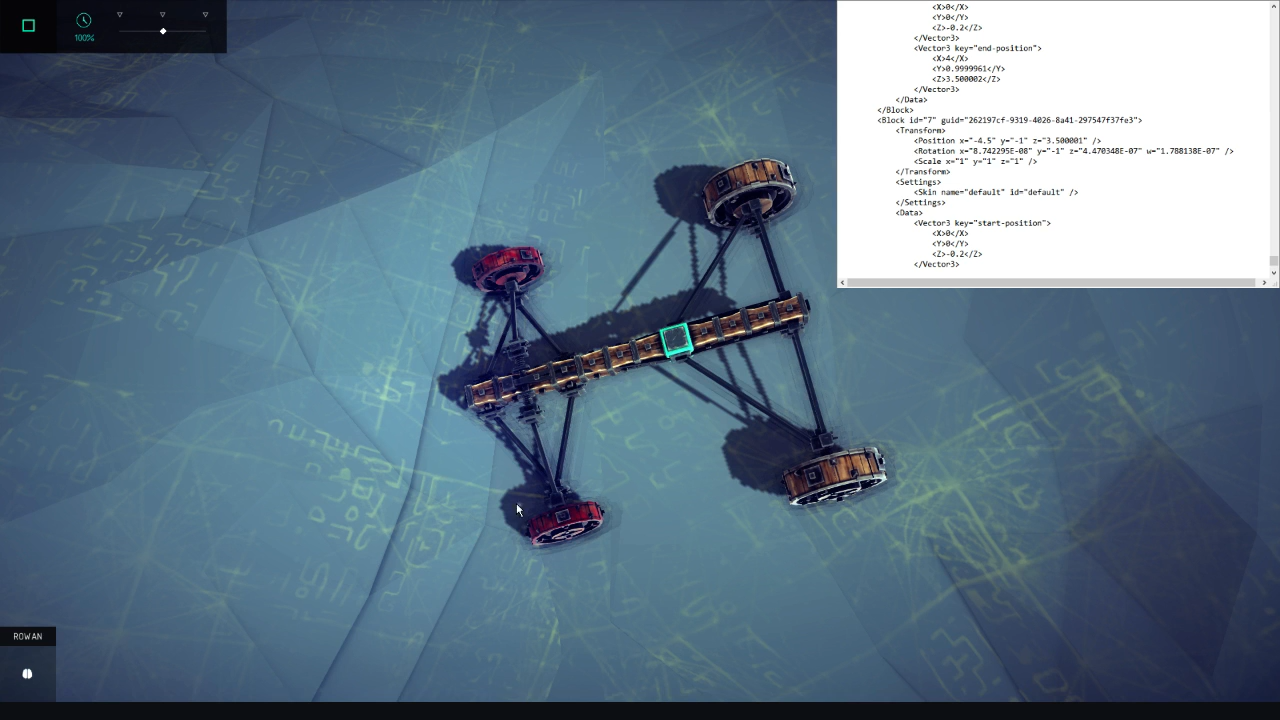 100%
<X>0</X>
<Y>0</Y>
<Z>-0.2</Z>
</Vector3>
<Vector3 key="end-position">
<X>4</X>
<Y>0.9999961</Y>
<Z>3.500002</Z>
</Vector3>
</Data>
</Block>
<Block id="7" guid="262197cf-9319-4026-8a41-297547f37fe3">
<Transform>
<Position x="-4.5" y="-1" z="3.500001" />
<Rotation x="8.742295E-08" y="-1" z="4.470348E-07" w="1.788138E-07" />
<Scale x="1" y="1" z="1" />
</Transform>
<Settings>
<Skin name="default" id="default" />
</Settings>
<Data>
<Vector3 key="start-position">
<X>0</X>
<Y>0</Y>
<Z>-0.2</Z>
</Vector3>
ROWAN